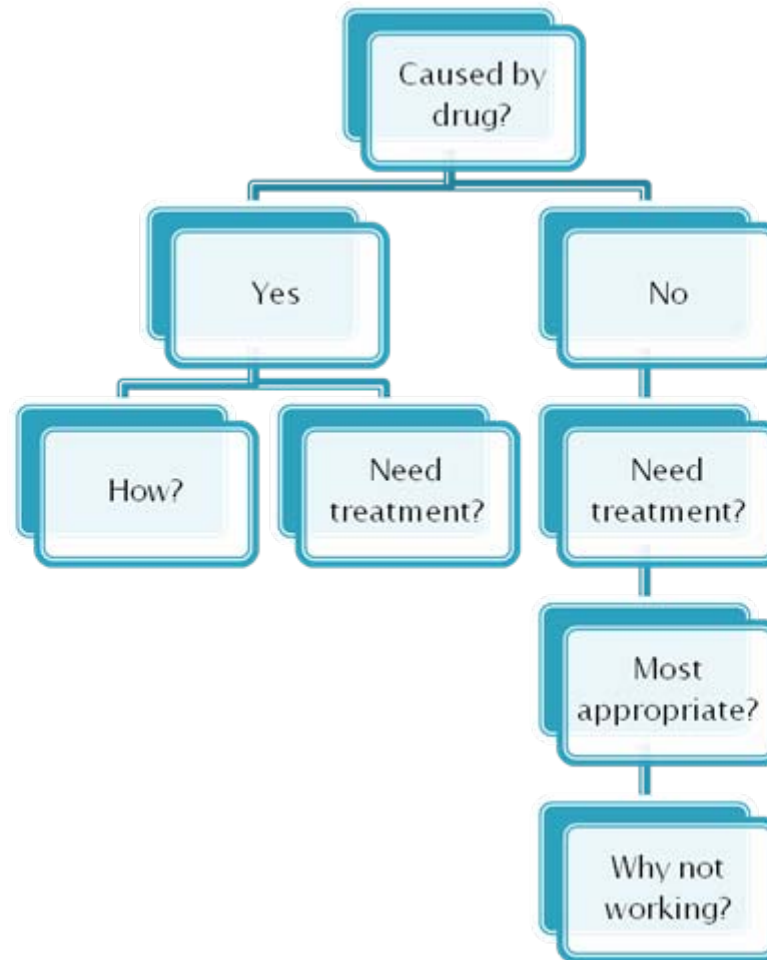 Caused by
drug?
Yes
No
How?
Need
treatment?
Need
treatment?
Most
appropriate?
Why not
working?